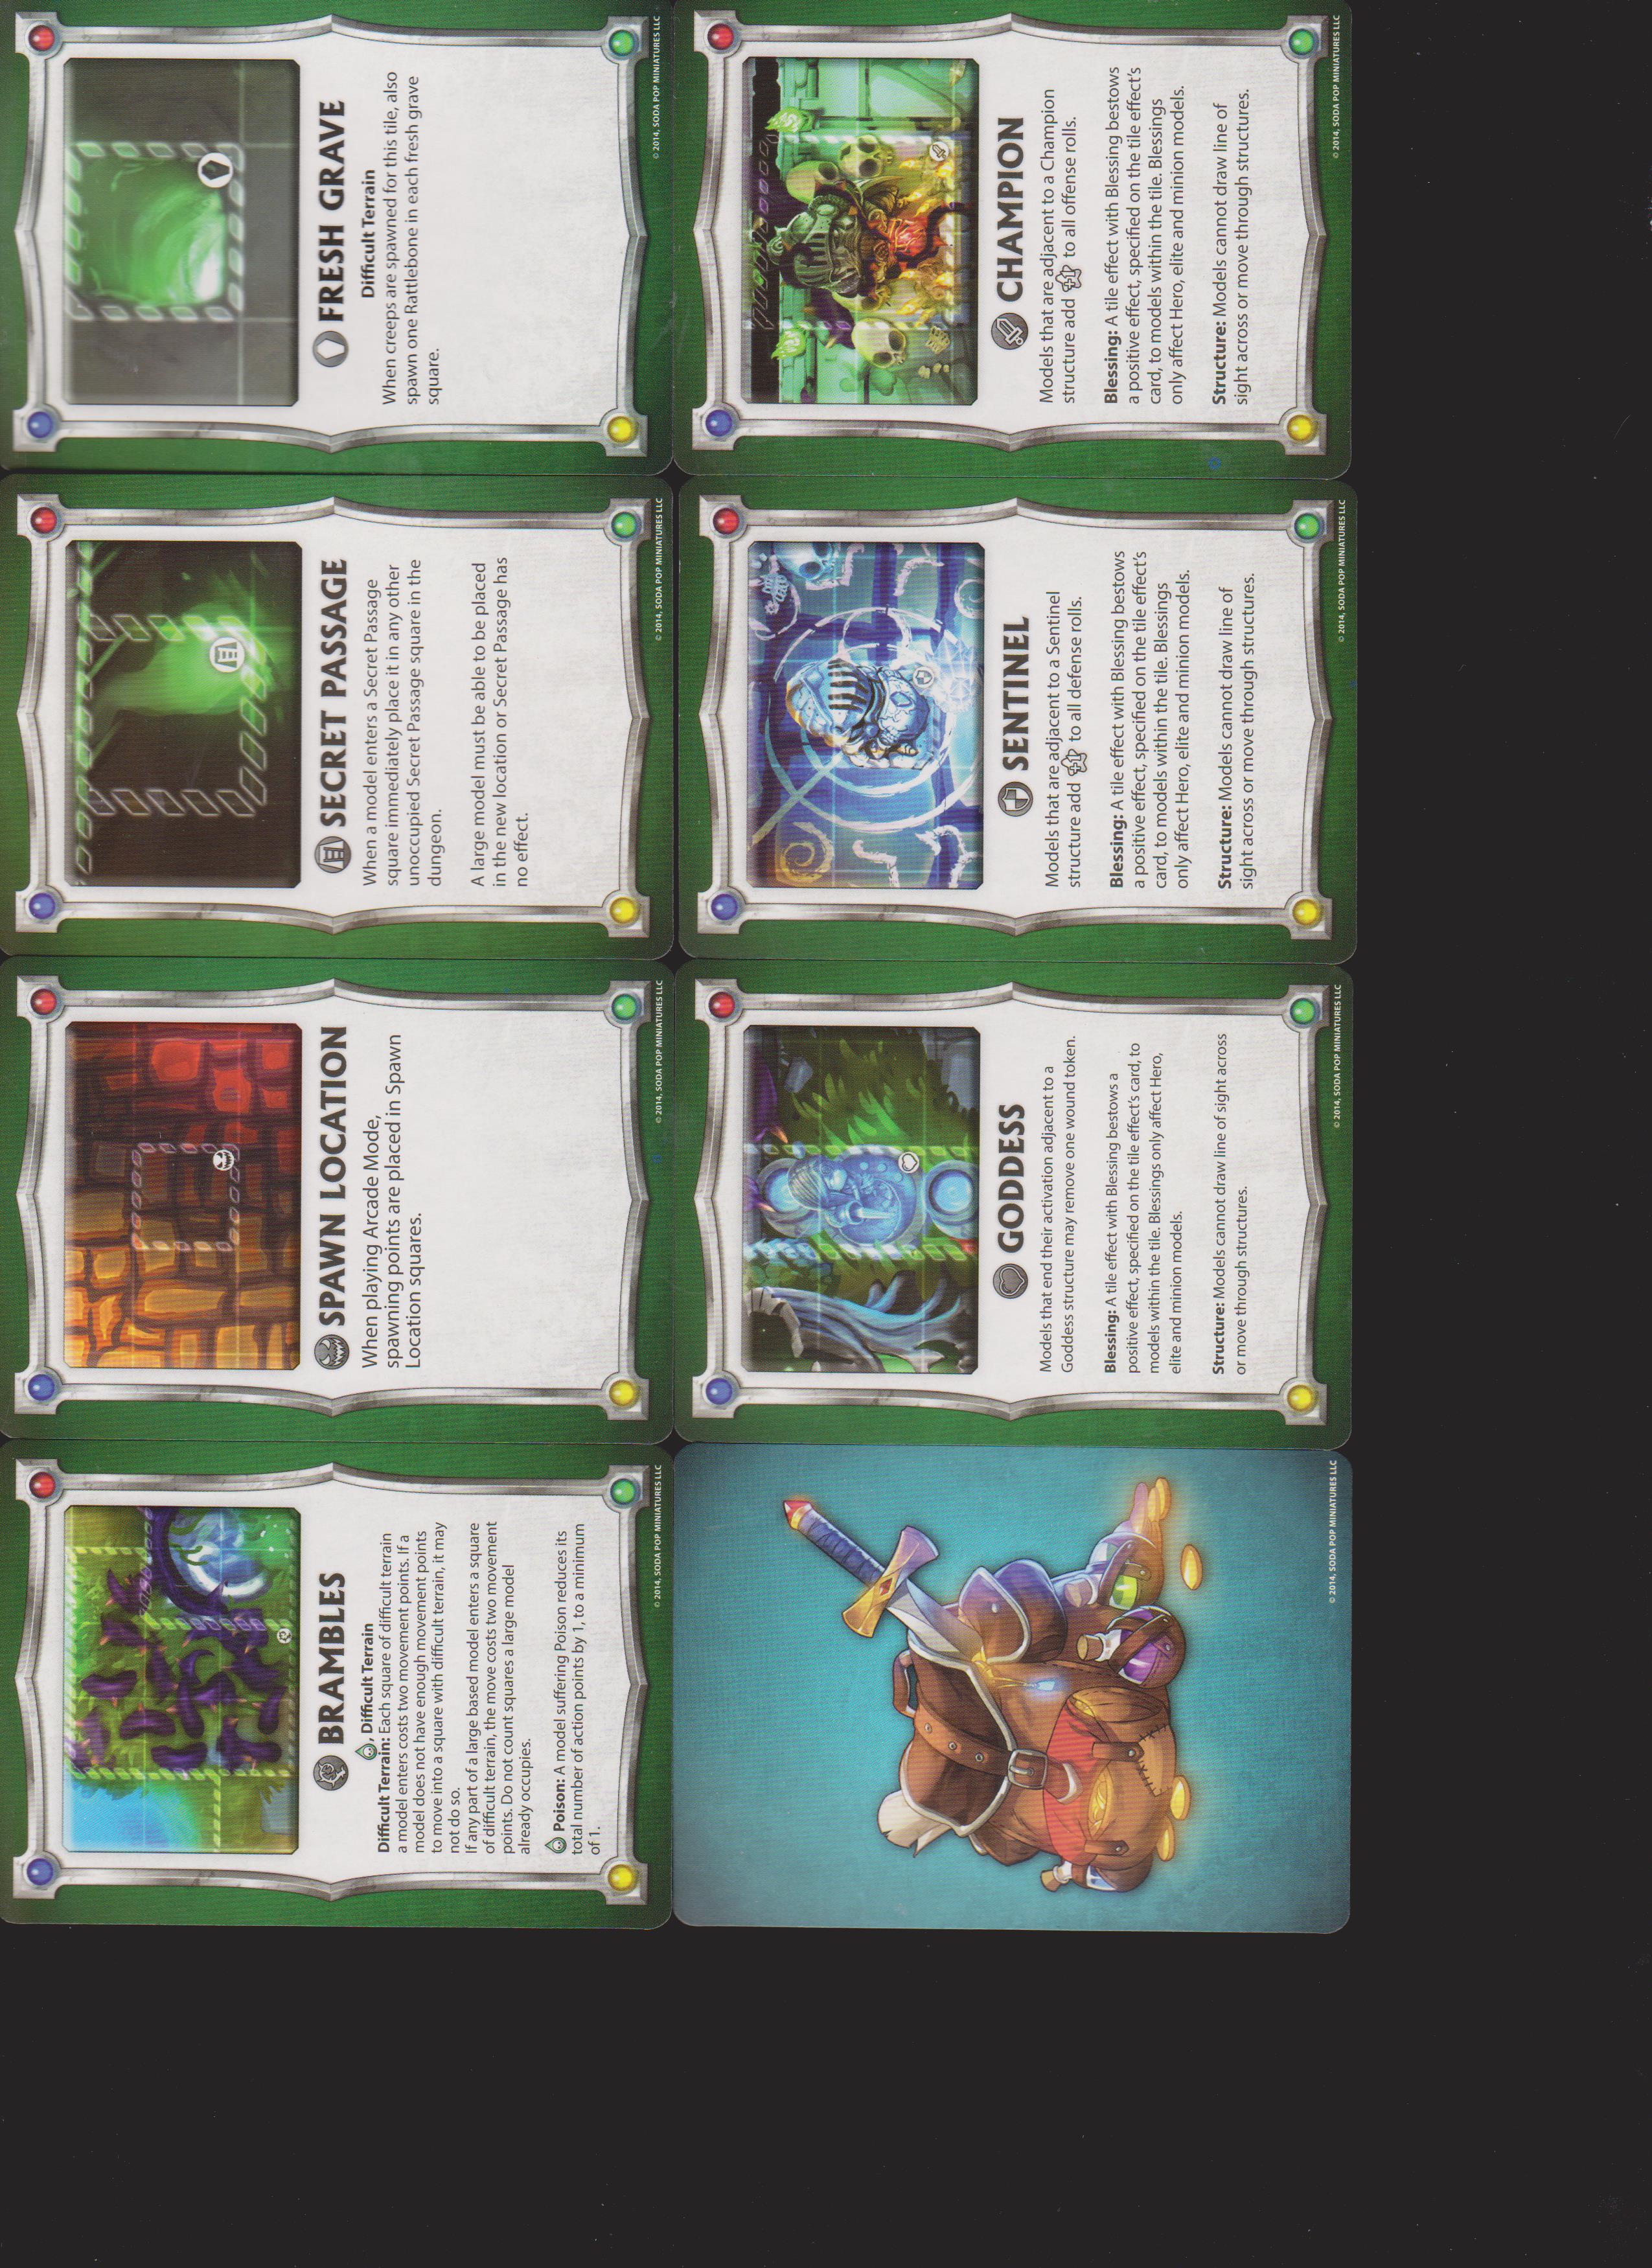 BRAMBLES
, Difficult Terrain
Difficult Terrain: Each square of difficult terrain
a model enters costs two movement points. If a
model does not have enough movement points
to move into a square with difficult terrain, it may
not do so.
If any part of a large based model enters a square
of difficult terrain, the move costs two movement
points. Do not count squares a large model
already occupies.
Poison: A model suffering Poison reduces its
total number of action points by 1, to a minimum
of 1.
© 2014, SODA POP MINIATURES LLC
SPAWN LOCATION
When playing Arcade Mode,
spawning points are placed in Spawn
Location squares.
© 2014, SODA POP MINIATURES LLC
SECRET PASSAGE
When a model enters a Secret Passage
square immediately place it in any other
unoccupied Secret Passage square in the
dungeon.
A large model must be able to be placed
in the new location or Secret Passage has
no effect.
© 2014, SODA POP MINIATURES LLC
FRESH GRAVE
Difficult Terrain
When creeps are spawned for this tile, also
spawn one Rattlebone in each fresh grave
square.
© 2014, SODA POP MINIATURES LLC
© 2014, SODA POP MINIATURES LLC
GODDESS
Models that end their activation adjacent to a
Goddess structure may remove one wound token.
Blessing: A tile effect with Blessing bestows a
positive effect, specified on the tile effect's card, to
models within the tile. Blessings only affect Hero,
elite and minion models.
Structure: Models cannot draw line of sight across
or move through structures.
© 2014, SODA POP MINIATURES LLC
SENTINEL
Models that are adjacent to a Sentinel
structure add +1 to all defense rolls.
Blessing: A tile effect with Blessing bestows
a positive effect, specified on the tile effect's
card, to models within the tile. Blessings
only affect Hero, elite and minion models.
Structure: Models cannot draw line of
sight across or move through structures.
© 2014, SODA POP MINIATURES LLC
CHAMPION
Models that are adjacent to a Champion
structure add +1 to all offense rolls.
Blessing: A tile effect with Blessing bestows
a positive effect, specified on the tile effect's
card, to models within the tile. Blessings
only affect Hero, elite and minion models.
Structure: Models cannot draw line of
sight across or move through structures.
© 2014, SODA POP MINIATURES LLC